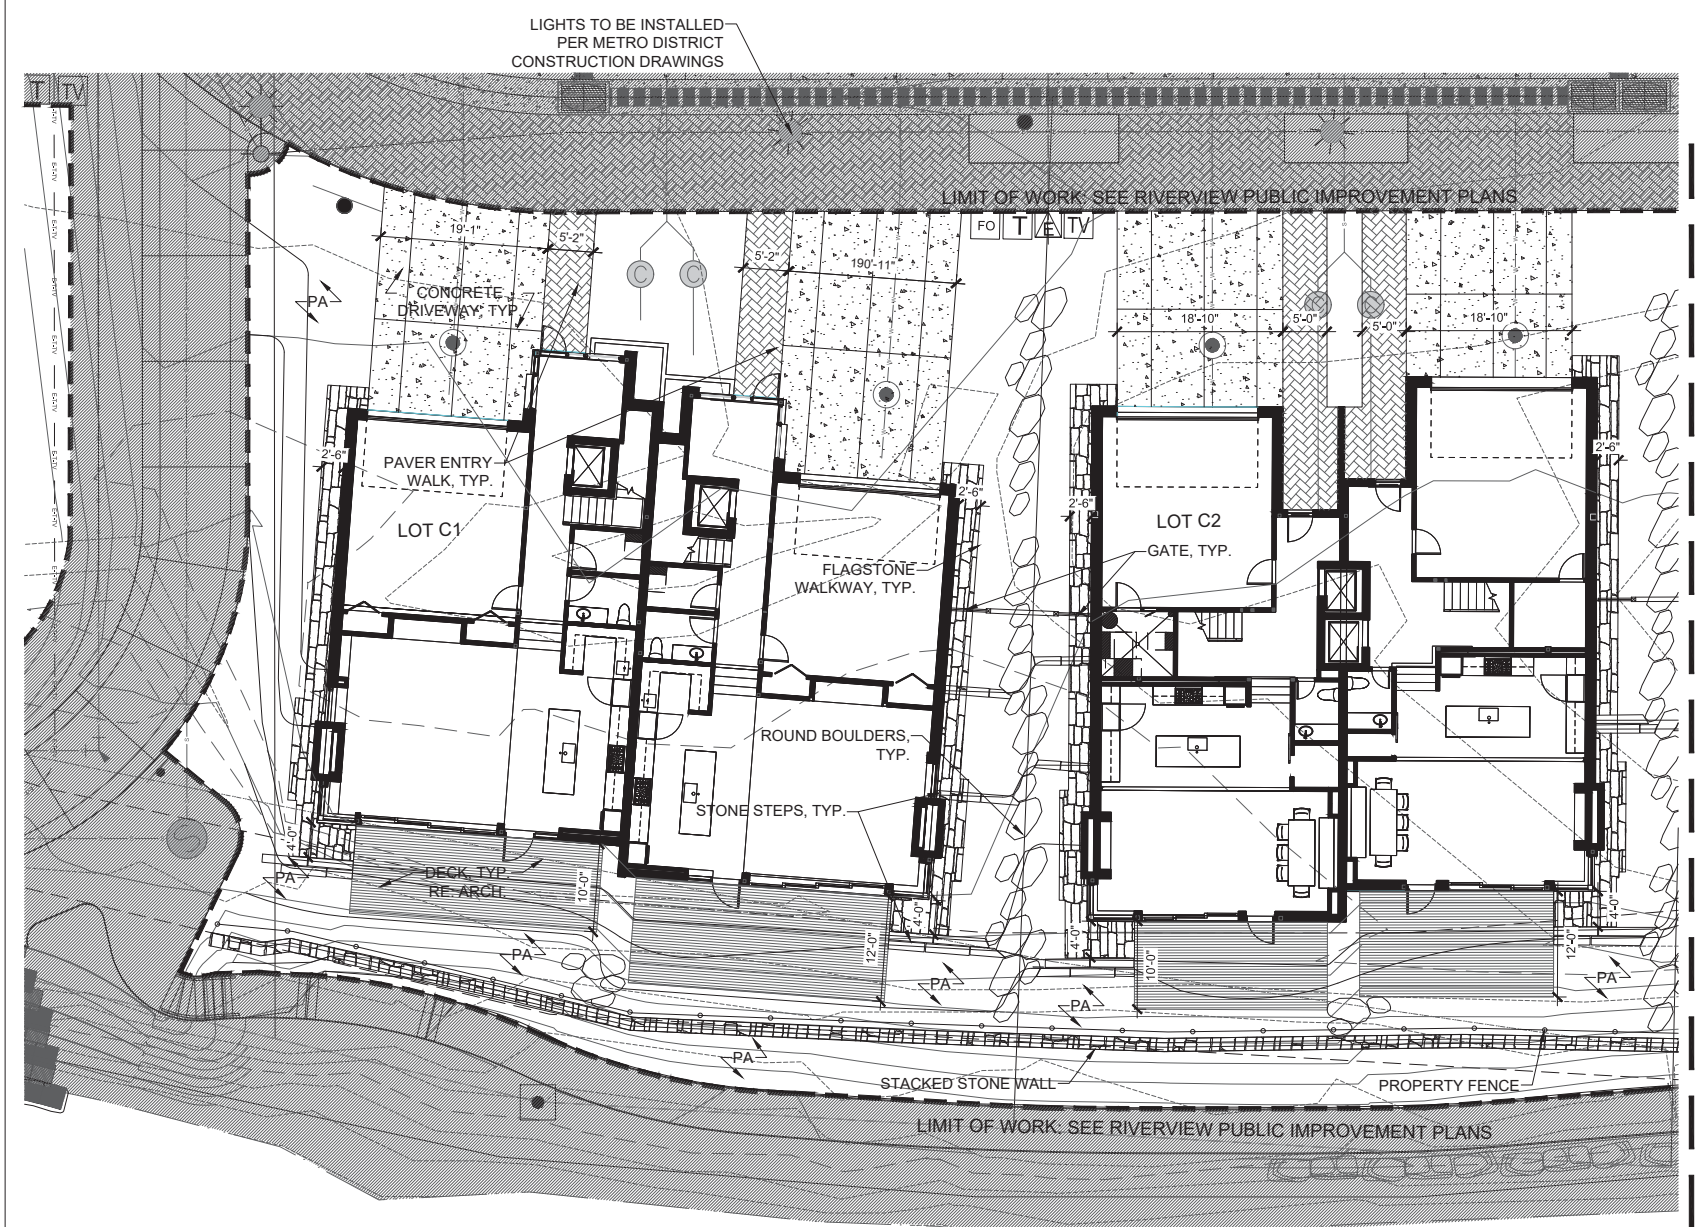 LIGHTS TO BE INSTALLED
PER METRO DISTRICT
CONSTRUCTION DRAWINGS
T TV
LIMIT OF WORK: SEE RIVERVIEW PUBLIC IMPROVEMENT PLANS
FO T E TV
19'-1"
5'-2"
5'-2"
190'-11"
C C
PA
CONCRETE
DRIVEWAY, TYP.
18'-10"
5'-0"
5'-0"
18'-10"
2'-6"
PAVER ENTRY
WALK, TYP.
2'-6"
2'-6"
2'-6"
LOT C1
LOT C2
GATE, TYP.
FLAGSTONE
WALKWAY, TYP.
ROUND BOULDERS,
TYP.
STONE STEPS, TYP.
4'-0"
PA
DECK, TYP.
RE: ARCH.
10'-0"
12'-0"
4'-0"
4'-0"
10'-0"
12'-0"
4'-0"
PA
PA
PA
PA
PA
STACKED STONE WALL
PROPERTY FENCE
LIMIT OF WORK: SEE RIVERVIEW PUBLIC IMPROVEMENT PLANS